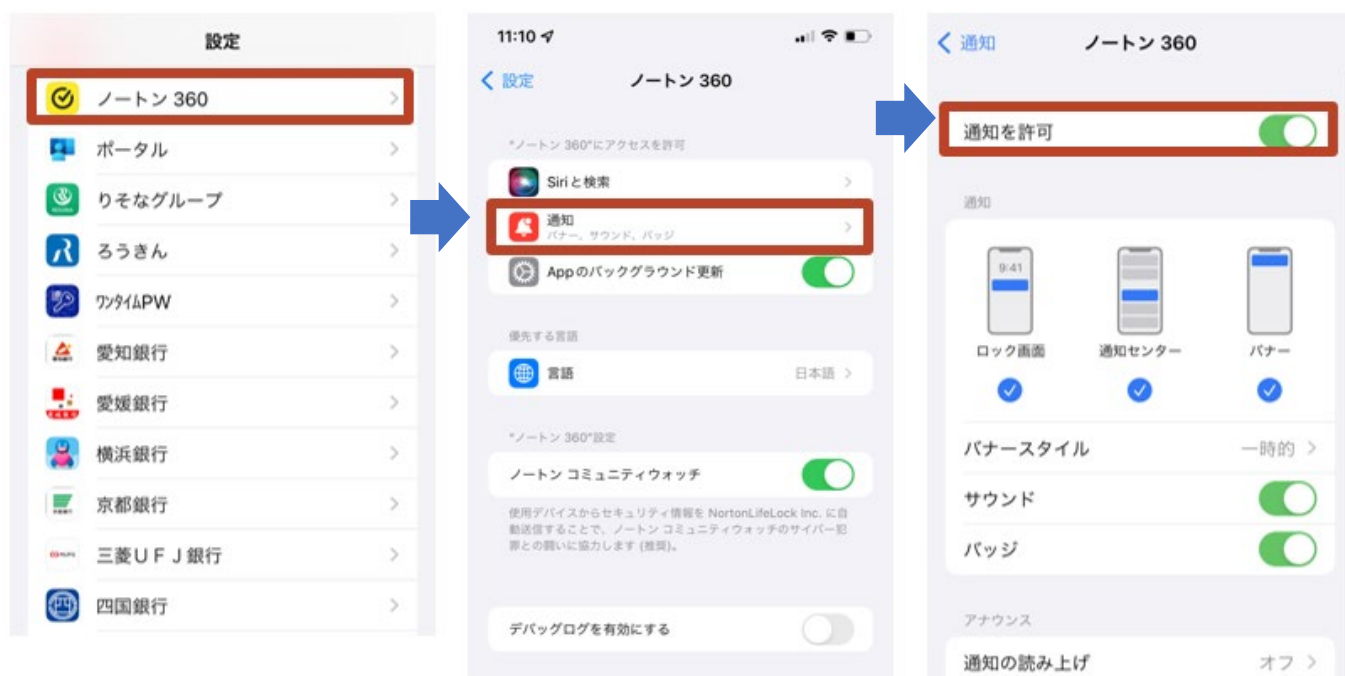 設定
ノートン 360
ポータル
りそなグループ
ろうきん
ﾜﾝﾀｲﾑPW
愛知銀行
愛媛銀行
横浜銀行
京都銀行
三菱ＵＦＪ銀行
四国銀行
11:10
設定
ノートン 360
"ノートン 360"にアクセスを許可
Siriと検索
通知
バナー、サウンド、バッジ
Appのバックグラウンド更新
優先する言語
言語
日本語
"ノートン 360"設定
ノートン コミュニティウォッチ
使用デバイスからセキュリティ情報を NortonLifeLock Inc. に自
動送信することで、ノートン コミュニティウォッチのサイバー犯
罪との闘いに協力します (推奨)。
デバッグログを有効にする
通知
ノートン 360
通知を許可
通知
9:41
ロック画面
通知センター
バナー
バナースタイル
一時的
サウンド
バッジ
アナウンス
通知の読み上げ
オフ